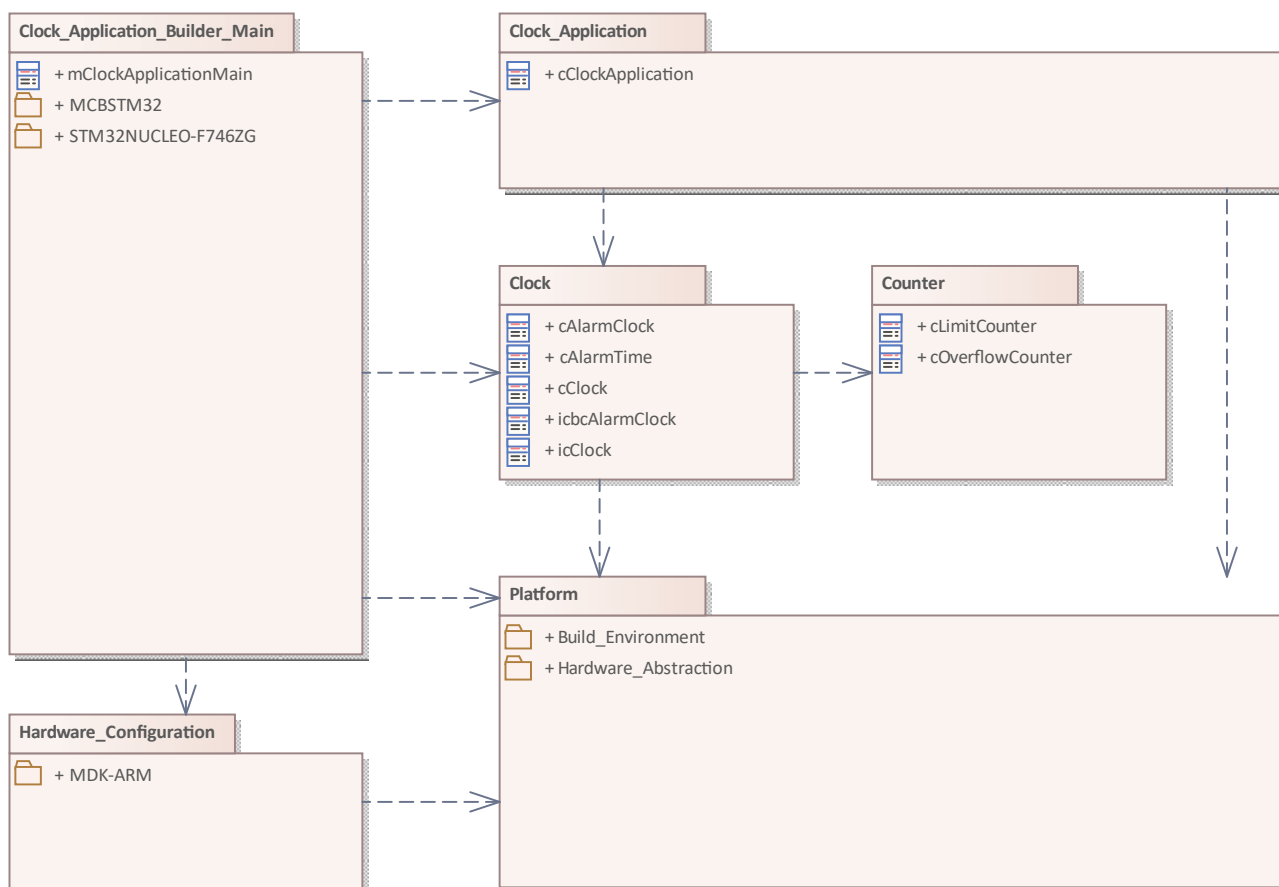 Clock_Application_Builder_Main
+ mClockApplicationMain
+ MCBSTM32
+ STM32NUCLEO-F746ZG
Clock_Application
+ cClockApplication
Clock
+ cAlarmClock
+ cAlarmTime
+ cClock
+ icbcAlarmClock
+ icClock
Counter
+ cLimitCounter
+ cOverflowCounter
Platform
+ Build_Environment
+ Hardware_Abstraction
Hardware_Configuration
+ MDK-ARM